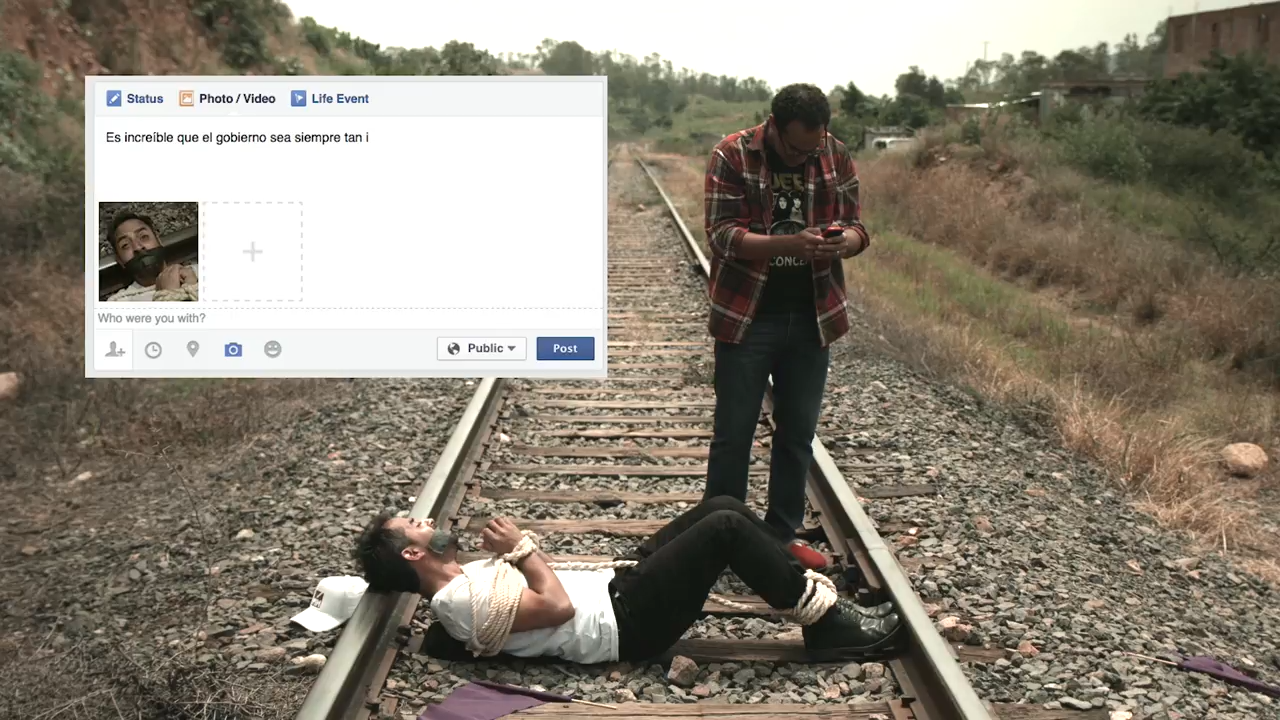 Status Photo / Video Life Event
Es increíble que el gobierno sea siempre tan i
Who were you with?
Public Post
CONCE